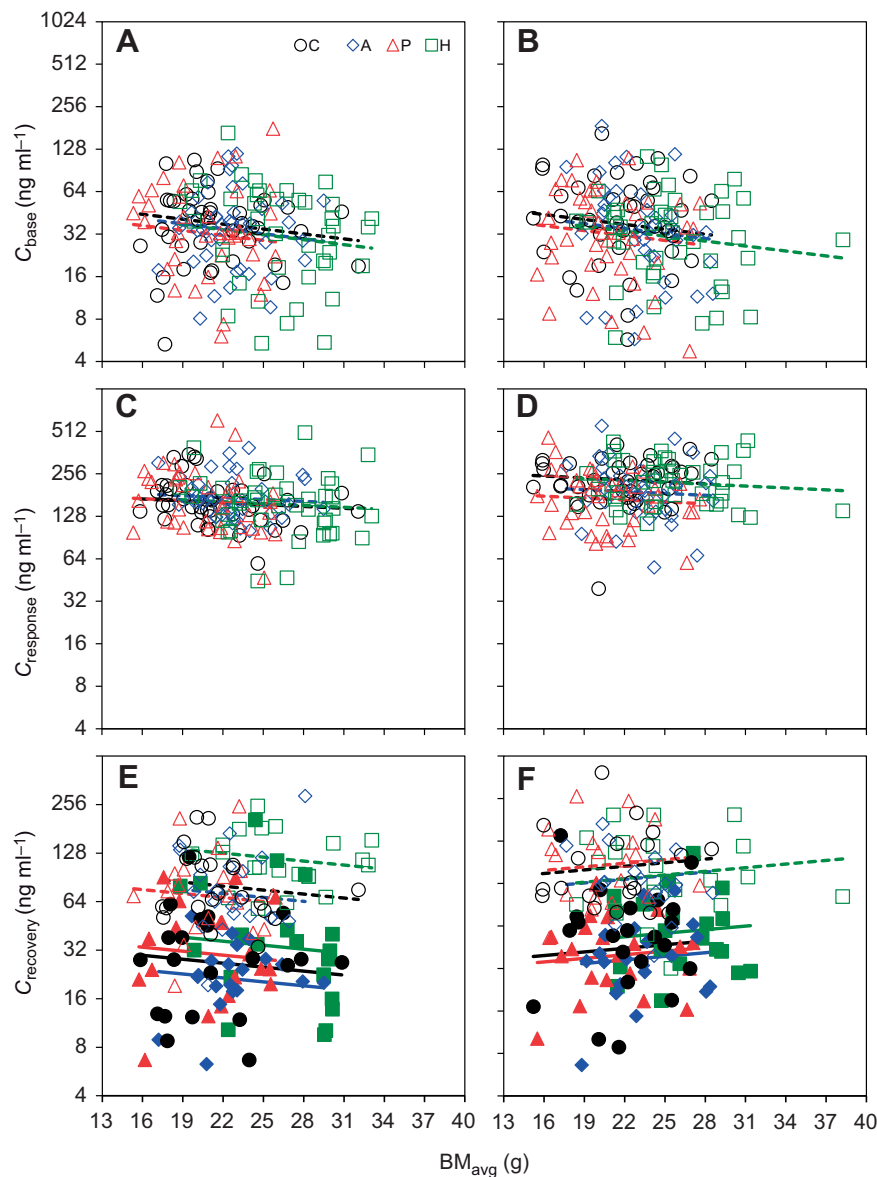 A
C A P H
B
1024
512
256
128
64
32
16
8
4
C_base (ng ml⁻¹)
C
D
512
256
128
64
32
16
8
4
C_response (ng ml⁻¹)
E
F
256
128
64
32
16
8
4
C_recovery (ng ml⁻¹)
13 16 19 22 25 28 31 34 37 40
13 16 19 22 25 28 31 34 37 40
BM_avg (g)